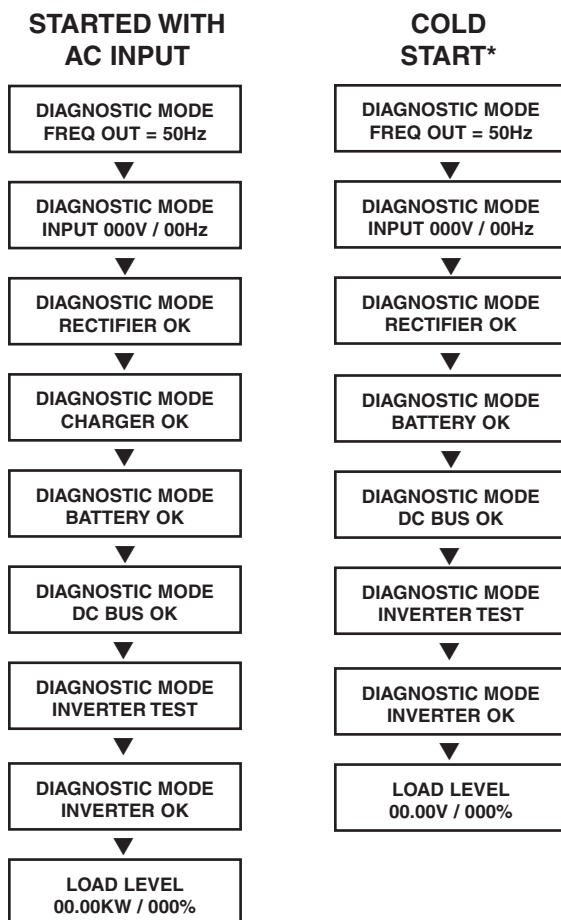 STARTED WITH
AC INPUT
DIAGNOSTIC MODE
FREQ OUT = 50Hz
DIAGNOSTIC MODE
INPUT 000V / 00Hz
DIAGNOSTIC MODE
RECTIFIER OK
DIAGNOSTIC MODE
CHARGER OK
DIAGNOSTIC MODE
BATTERY OK
DIAGNOSTIC MODE
DC BUS OK
DIAGNOSTIC MODE
INVERTER TEST
DIAGNOSTIC MODE
INVERTER OK
LOAD LEVEL
00.00KW / 000%
COLD
START*
DIAGNOSTIC MODE
FREQ OUT = 50Hz
DIAGNOSTIC MODE
INPUT 000V / 00Hz
DIAGNOSTIC MODE
RECTIFIER OK
DIAGNOSTIC MODE
BATTERY OK
DIAGNOSTIC MODE
DC BUS OK
DIAGNOSTIC MODE
INVERTER TEST
DIAGNOSTIC MODE
INVERTER OK
LOAD LEVEL
00.00V / 000%